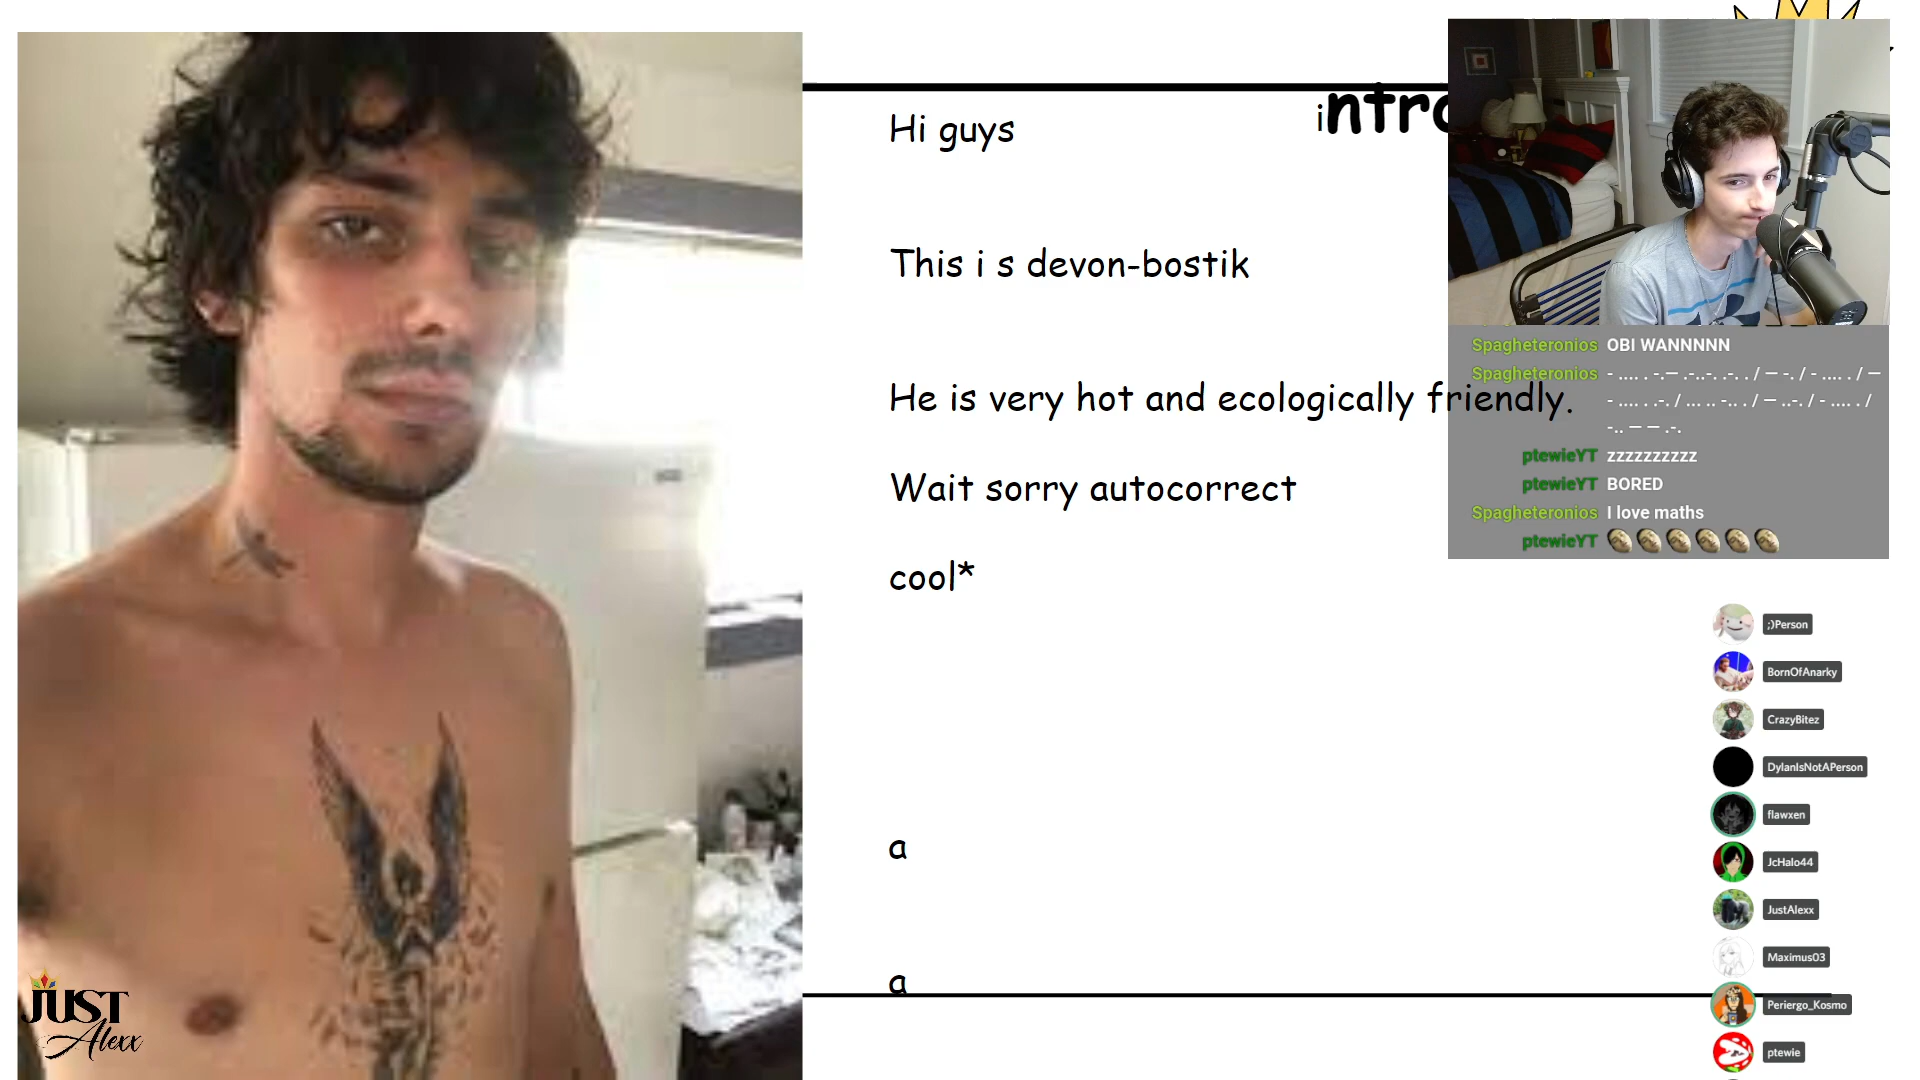 intro
Hi guys
This i s devon-bostik
He is very hot and ecologically friendly.
Wait sorry autocorrect
cool*
a
a
Spagheteronios OBI WANNNNN
Spagheteronios
ptewieYT zzzzzzzzzz
ptewieYT BORED
Spagheteronios I love maths
ptewieYT
;)Person
BornOfAnarky
CrazyBitez
DylanIsNotAPerson
flawxen
JcHalo44
JustAlexx
Maximus03
Periergo_Kosmo
ptewie
JUST
Alexx